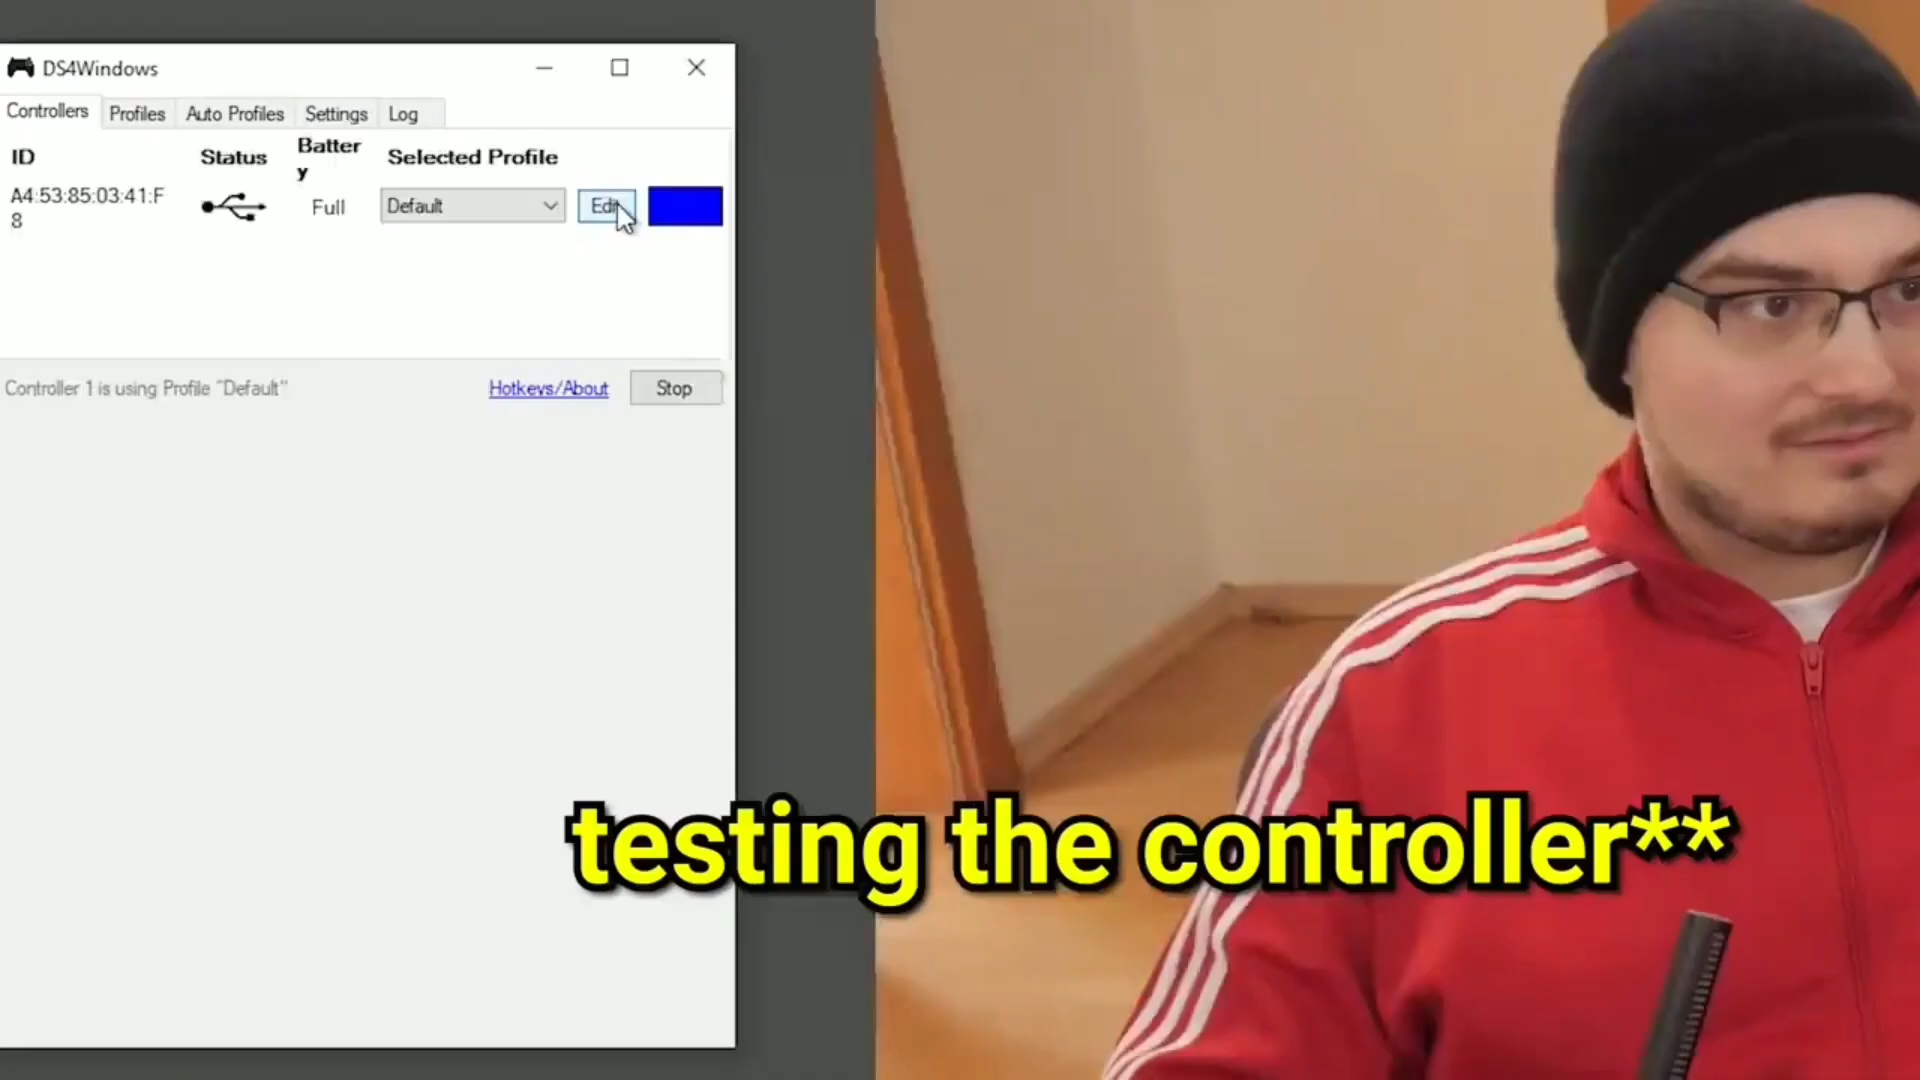 DS4Windows
Controllers Profiles Auto Profiles Settings Log
ID Status Batter
y Selected Profile
A4:53:85:03:41:F
8 Full Default Edit
Controller 1 is using Profile "Default" Hotkeys/About Stop
testing the controller**